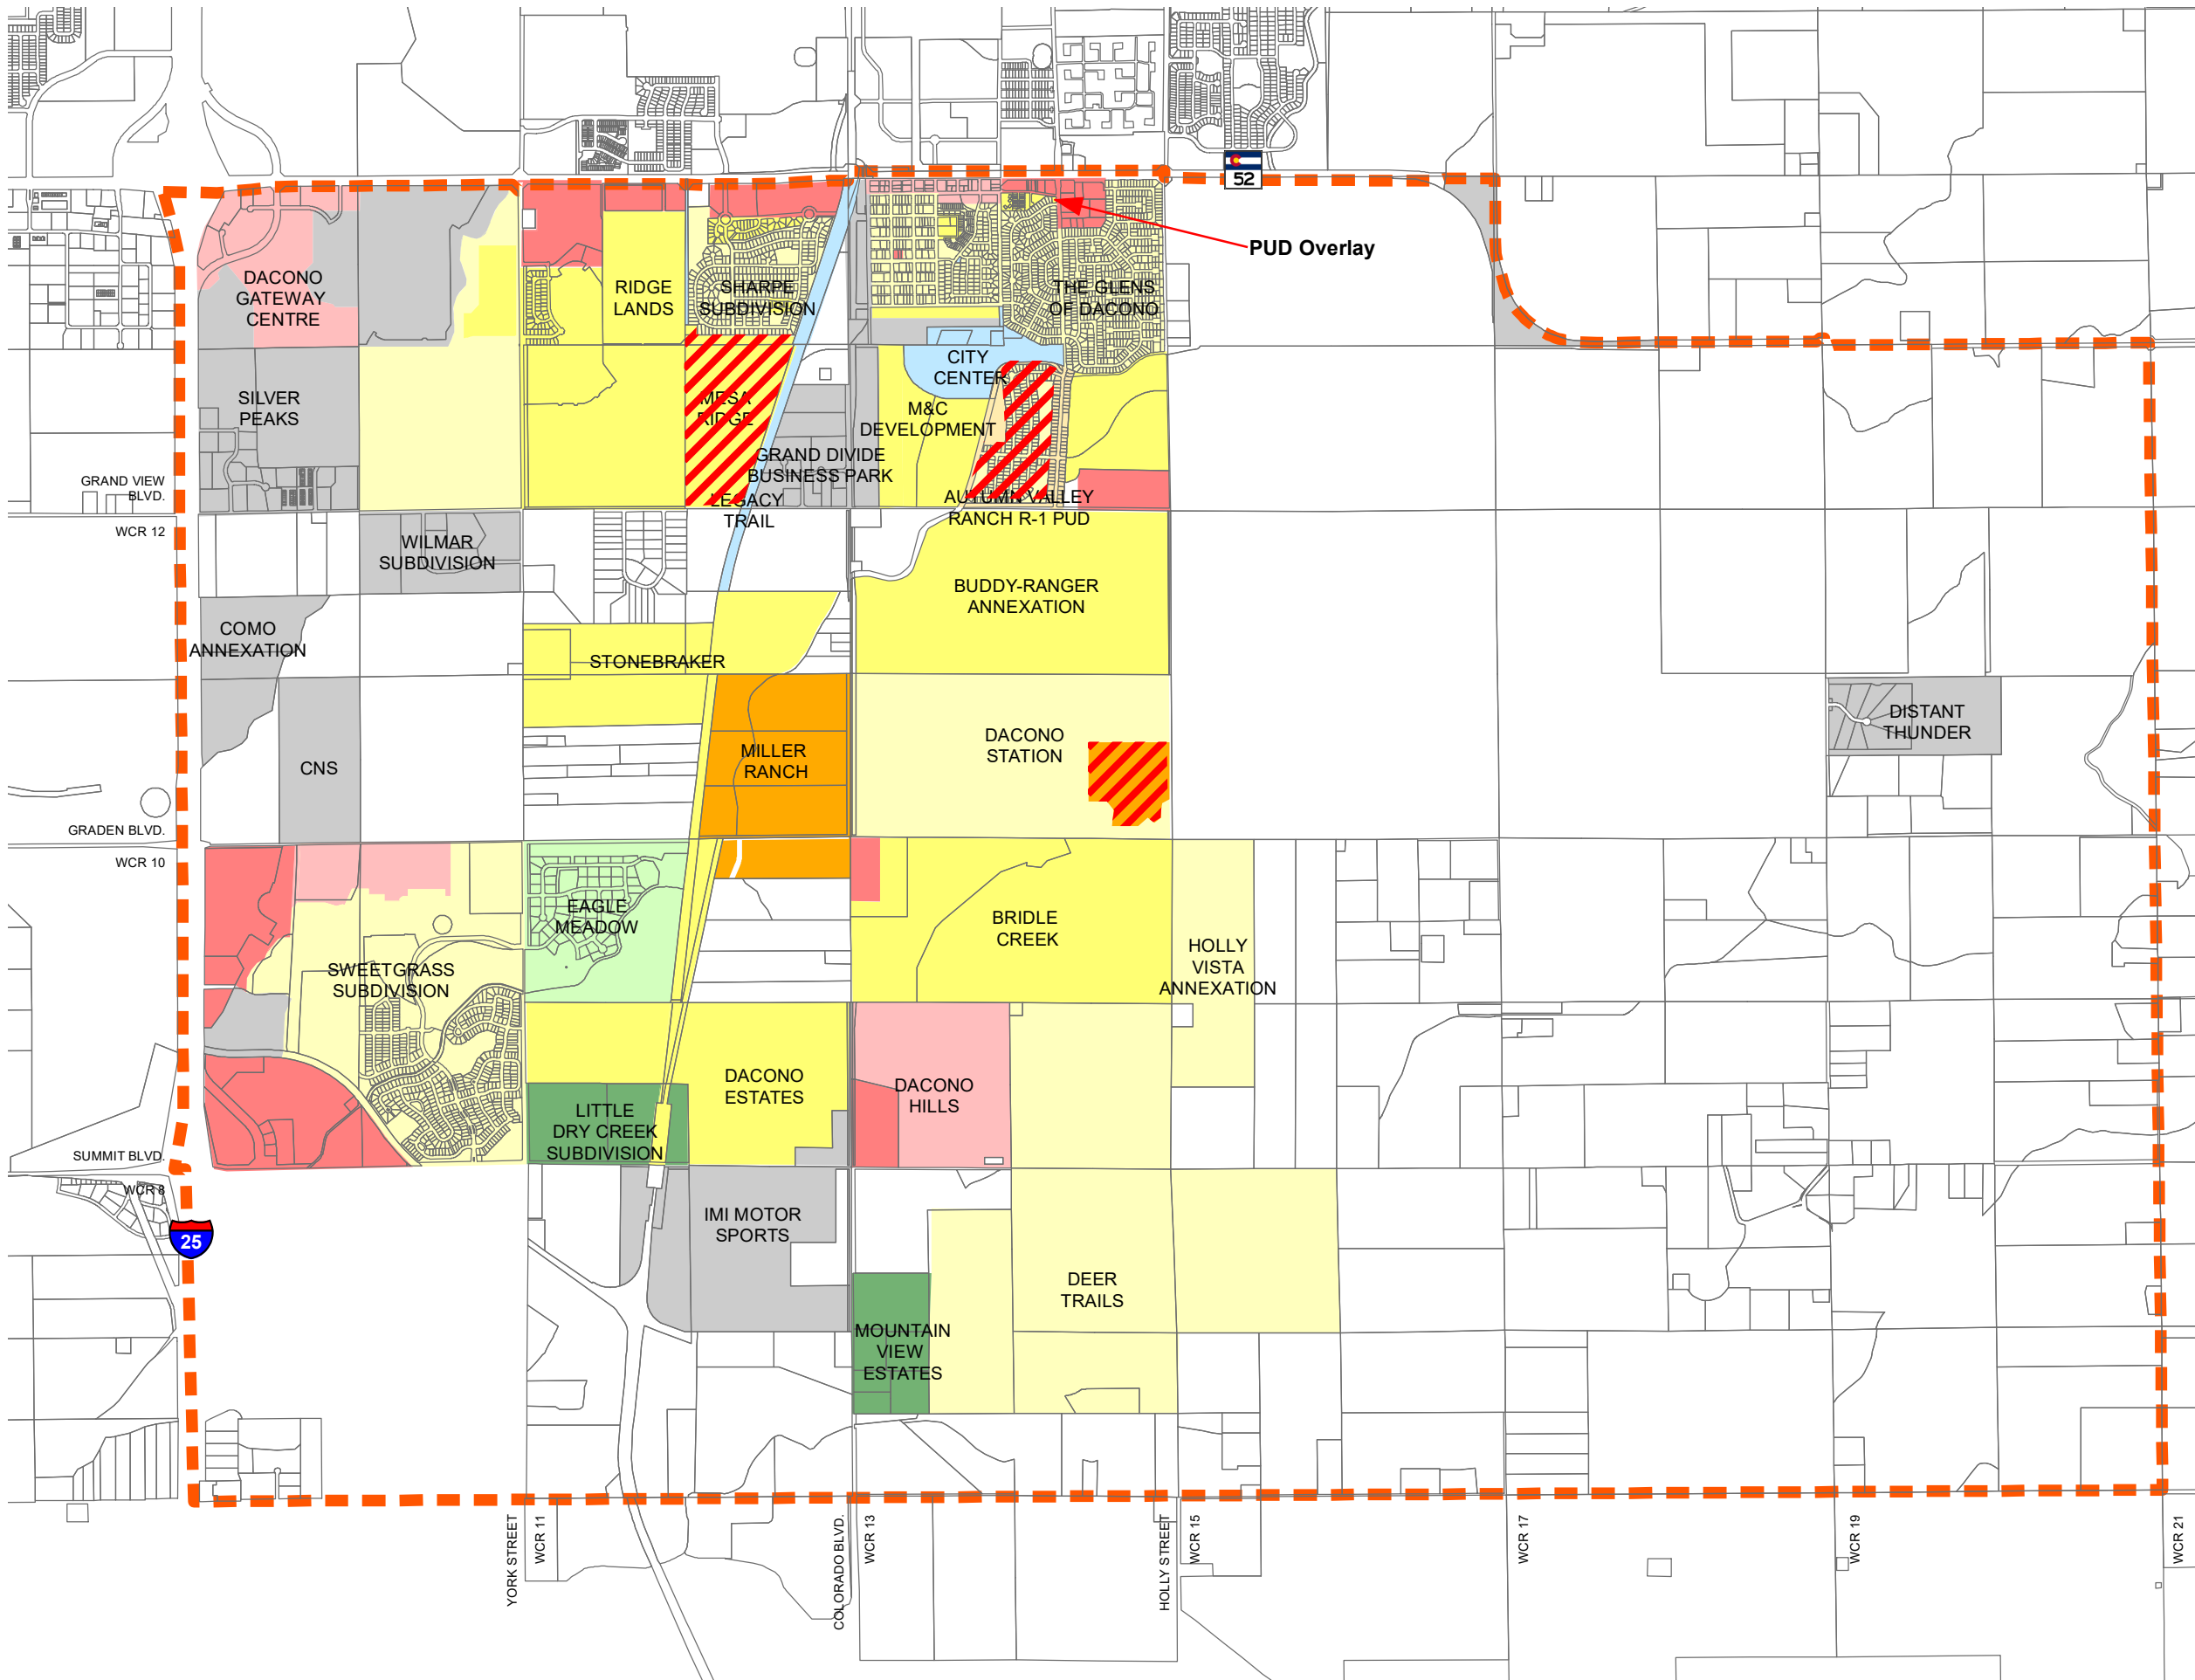 52
PUD Overlay
DACONO
GATEWAY
CENTRE
RIDGE
LANDS
SHARPE
SUBDIVISION
THE GLENS
OF DACONO
CITY
CENTER
SILVER
PEAKS
MESA
RIDGE
M&C
DEVELOPMENT
GRAND DIVIDE
BUSINESS PARK
GRAND VIEW
BLVD.
LEGACY
TRAIL
AUTUMN VALLEY
RANCH R-1 PUD
WCR 12
WILMAR
SUBDIVISION
BUDDY-RANGER
ANNEXATION
COMO
ANNEXATION
STONEBRAKER
DISTANT
THUNDER
DACONO
STATION
MILLER
RANCH
CNS
GRADEN BLVD.
WCR 10
EAGLE
MEADOW
BRIDLE
CREEK
HOLLY
VISTA
ANNEXATION
SWEETGRASS
SUBDIVISION
DACONO
ESTATES
DACONO
HILLS
LITTLE
DRY CREEK
SUBDIVISION
SUMMIT BLVD.
WCR 8
25
IMI MOTOR
SPORTS
DEER
TRAILS
MOUNTAIN
VIEW
ESTATES
YORK STREET
WCR 11
COLORADO BLVD.
WCR 13
HOLLY STREET
WCR 15
WCR 17
WCR 19
WCR 21